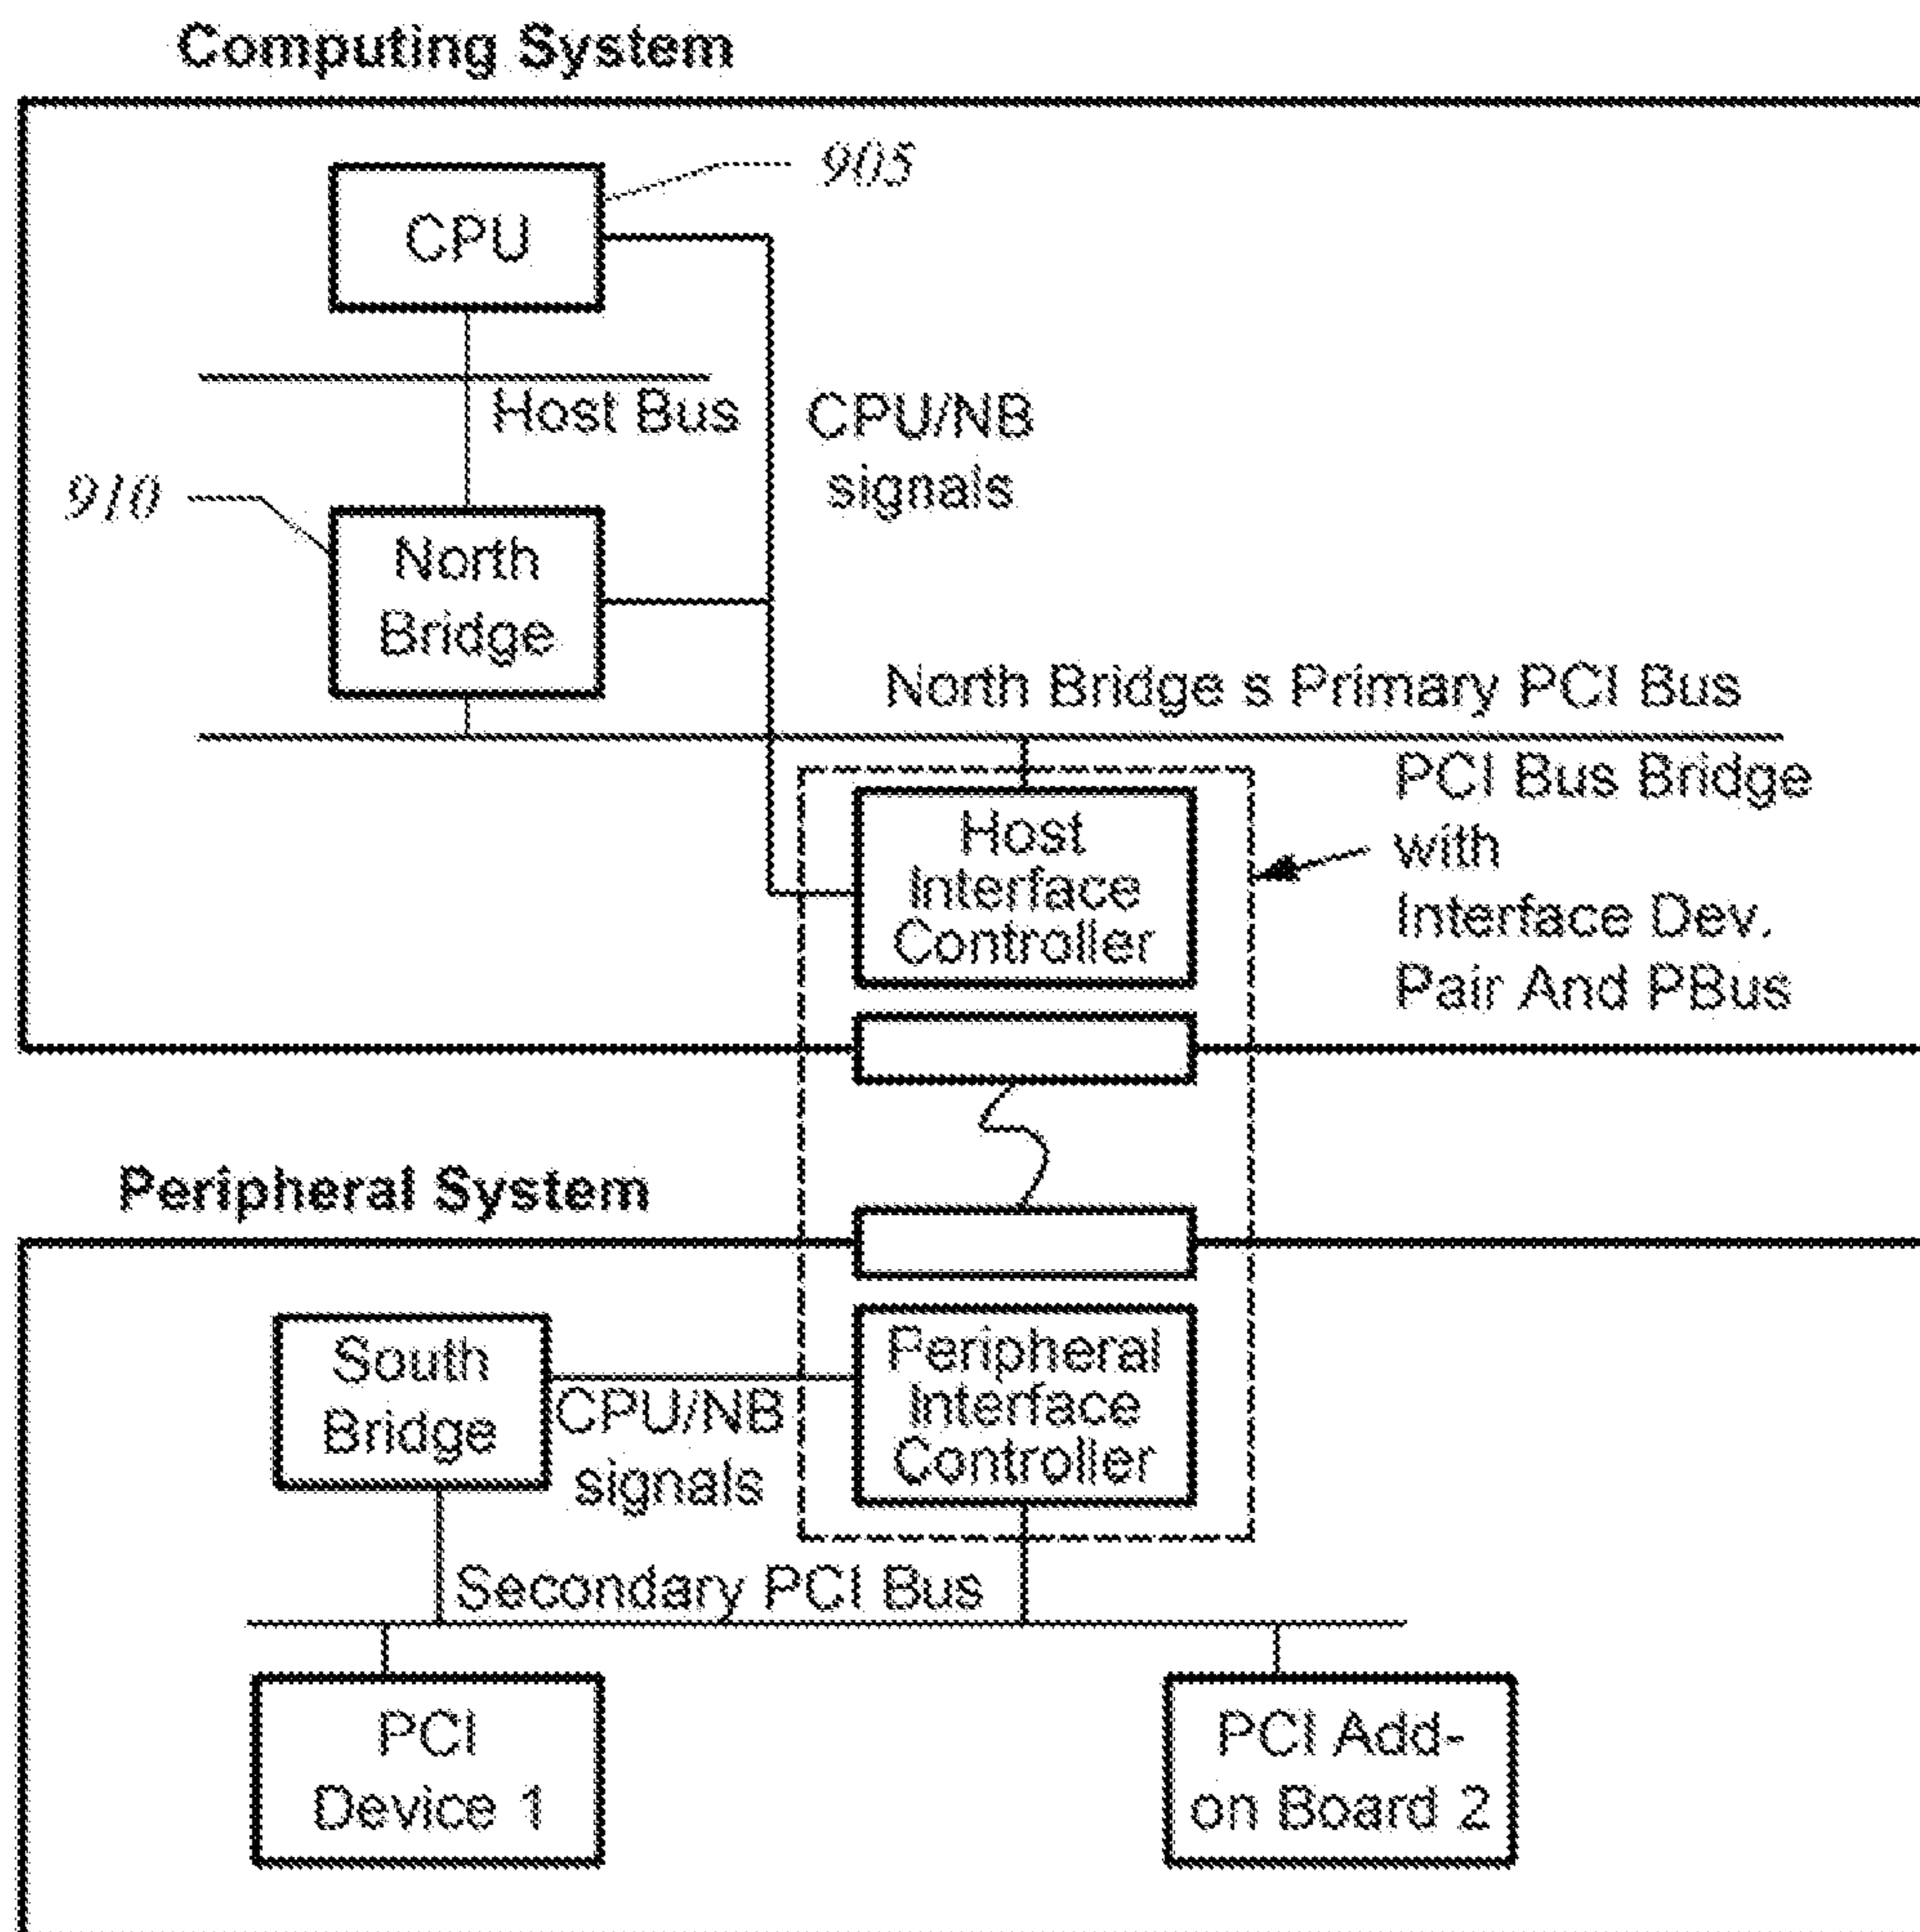 Computing System
905
CPU
Host Bus
CPU/NB
signals
910
North
Bridge
North Bridge s Primary PCI Bus
PCI Bus Bridge
with
Interface Dev.
Pair And PBus
Host
Interface
Controller
Peripheral System
South
Bridge
CPU/NB
signals
Peripheral
Interface
Controller
Secondary PCI Bus
PCI
Device 1
PCI Add-
on Board 2